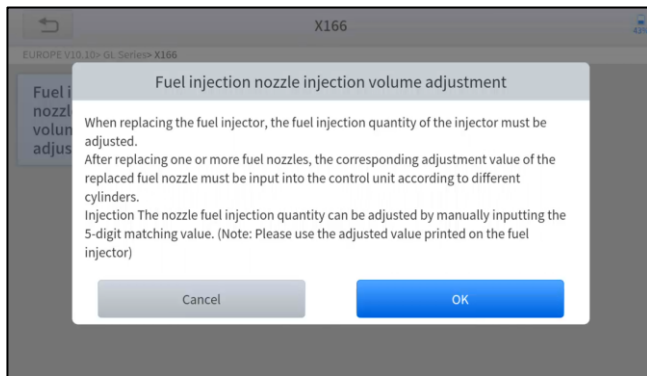 X166
EUROPE V10.10> GL Series> X166
Fuel i
nozzl
volun
adjus
Fuel injection nozzle injection volume adjustment
When replacing the fuel injector, the fuel injection quantity of the injector must be
adjusted.
After replacing one or more fuel nozzles, the corresponding adjustment value of the
replaced fuel nozzle must be input into the control unit according to different
cylinders.
Injection The nozzle fuel injection quantity can be adjusted by manually inputting the
5-digit matching value. (Note: Please use the adjusted value printed on the fuel
injector)
Cancel
OK